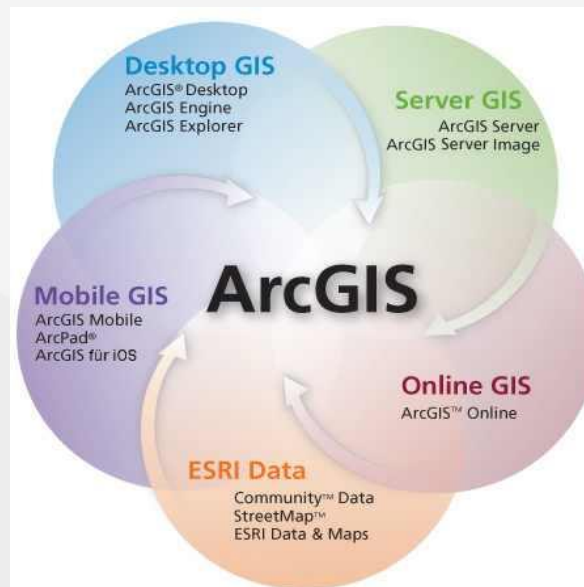 Desktop GIS
ArcGIS® Desktop
ArcGIS Engine
ArcGIS Explorer
Server GIS
ArcGIS Server
ArcGIS Server Image
ArcGIS
Mobile GIS
ArcGIS Mobile
ArcPad®
ArcGIS für iOS
Online GIS
ArcGIS™ Online
ESRI Data
Community™ Data
StreetMap™
ESRI Data & Maps